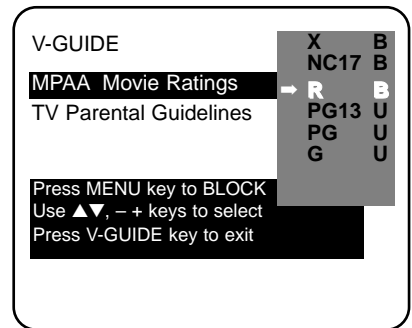 V-GUIDE
MPAA Movie Ratings
TV Parental Guidelines
X B
NC17 B
➡ R B
PG13 U
PG U
G U
Press MENU key to BLOCK
Use ▲▼, – + keys to select
Press V-GUIDE key to exit